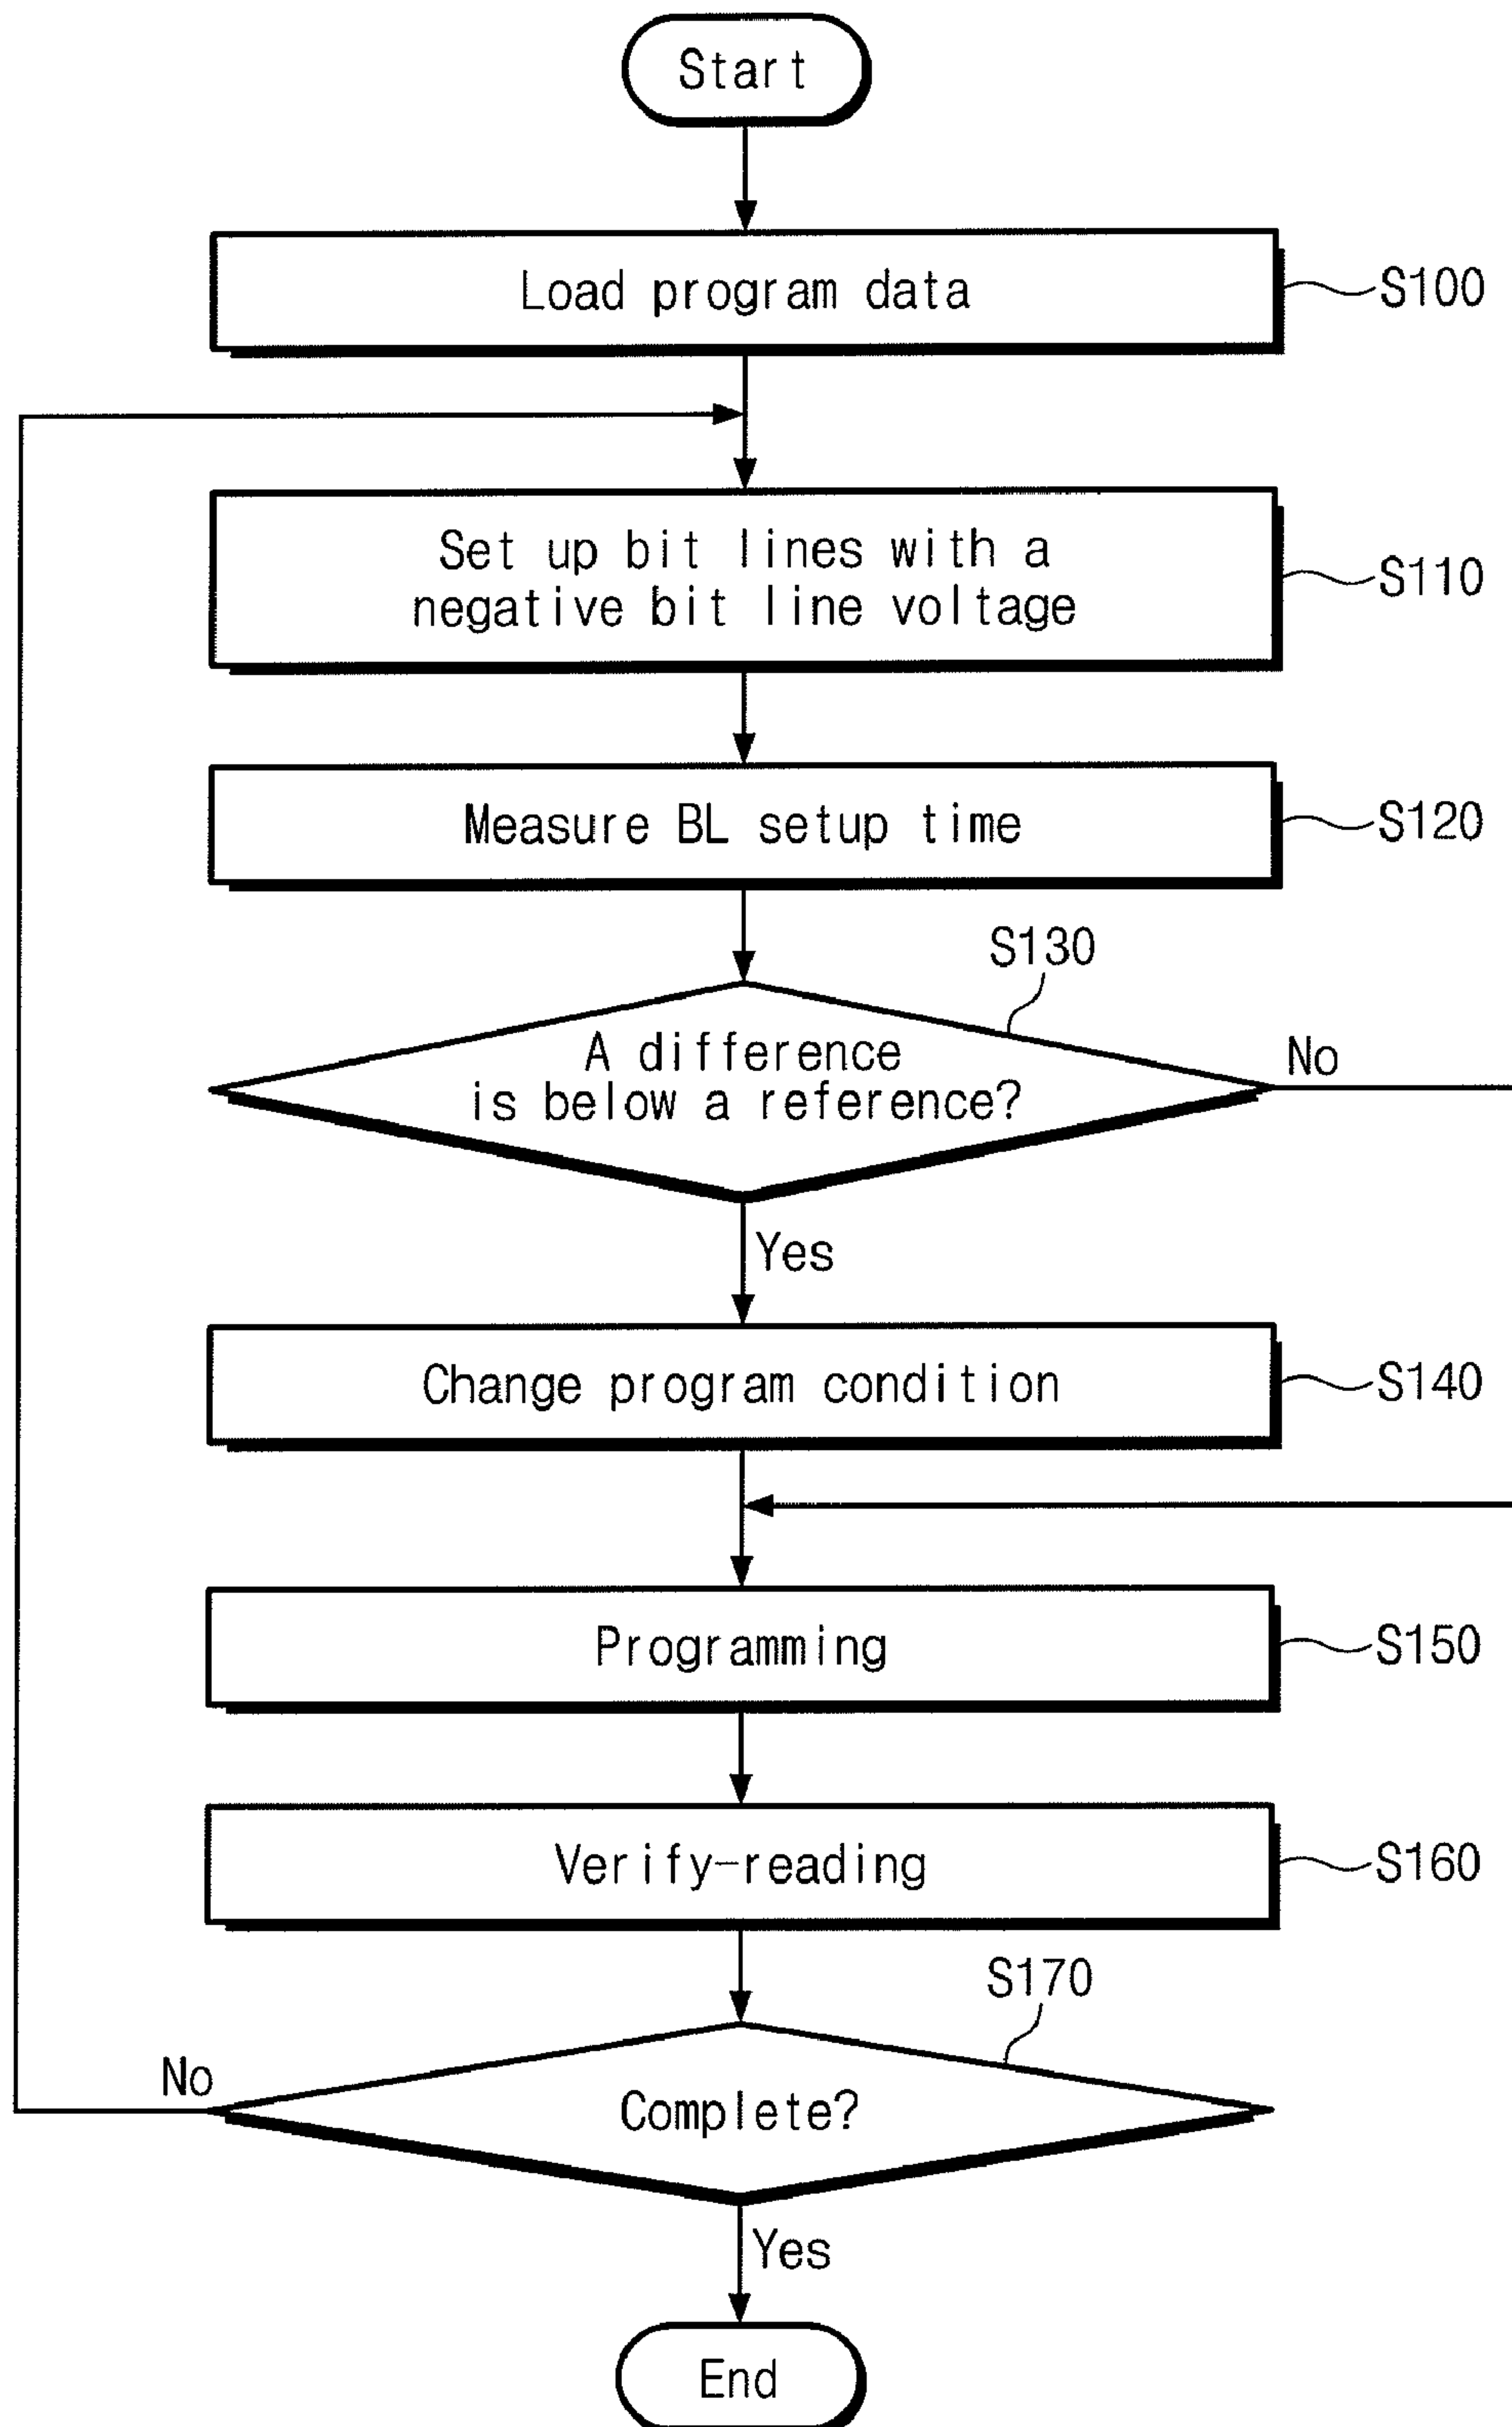 Start
Load program data
S100
Set up bit lines with a
negative bit line voltage
S110
Measure BL setup time
S120
S130
A difference
is below a reference?
No
Yes
Change program condition
S140
Programming
S150
Verify-reading
S160
S170
No
Complete?
Yes
End